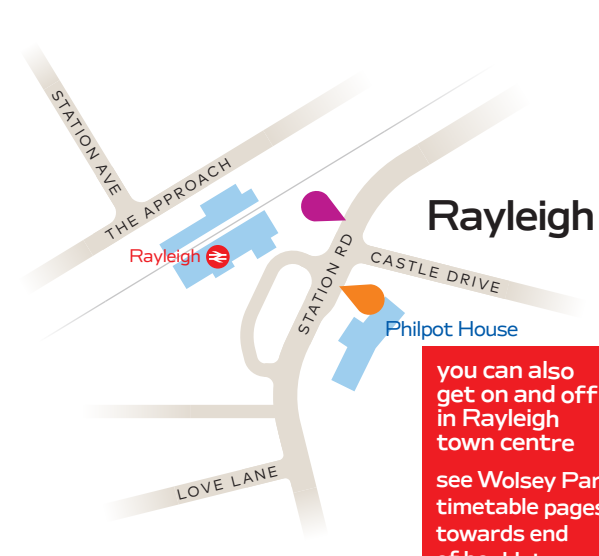 STATION AVE
THE APPROACH
Rayleigh
Rayleigh
STATION RD
CASTLE DRIVE
Philpot House
you can also
get on and off
in Rayleigh
town centre
see Wolsey Par
timetable pages
towards end
LOVE LANE